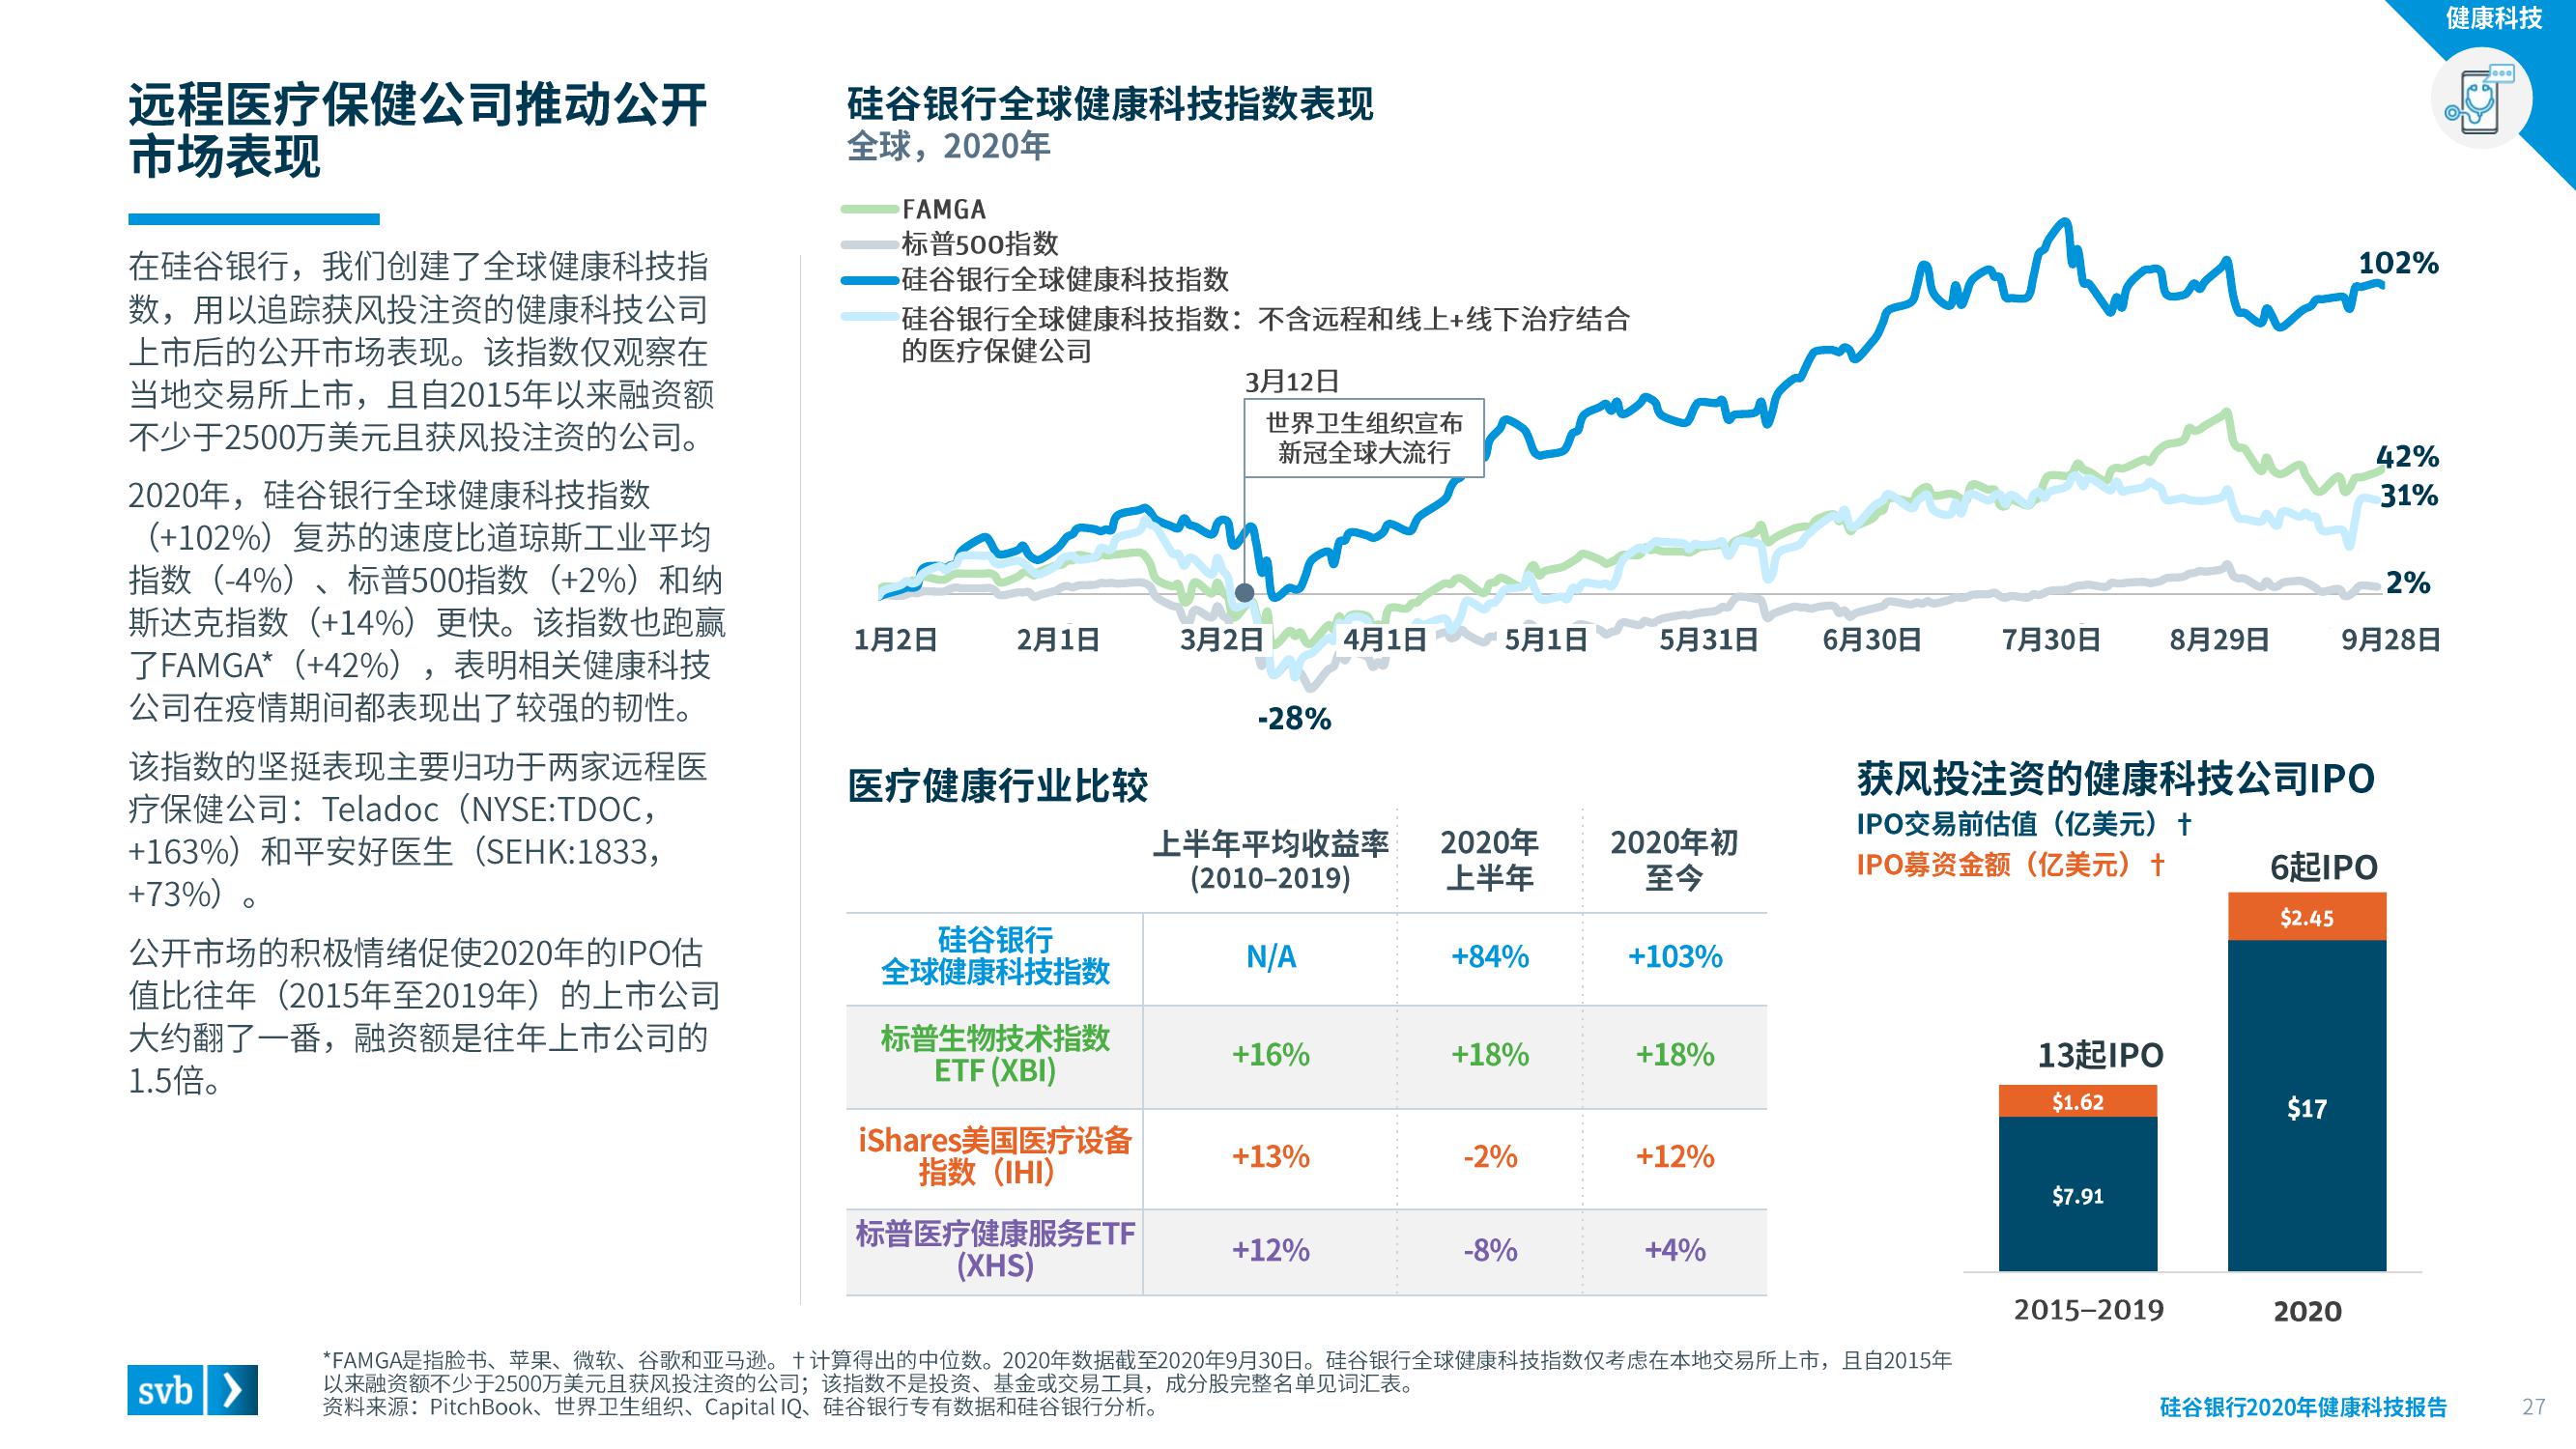 健康科技
远程医疗保健公司推动公开
市场表现
在硅谷银行，我们创建了全球健康科技指
数，用以追踪获风投注资的健康科技公司
上市后的公开市场表现。该指数仅观察在
当地交易所上市，且自2015年以来融资额
不少于2500万美元且获风投注资的公司。
2020年，硅谷银行全球健康科技指数
（+102%）复苏的速度比道琼斯工业平均
指数（-4%）、标普500指数（+2%）和纳
斯达克指数（+14%）更快。该指数也跑赢
了FAMGA*（+42%），表明相关健康科技
公司在疫情期间都表现出了较强的韧性。
该指数的坚挺表现主要归功于两家远程医
疗保健公司：Teladoc（NYSE:TDOC，
+163%）和平安好医生（SEHK:1833，
+73%）。
公开市场的积极情绪促使2020年的IPO估
值比往年（2015年至2019年）的上市公司
大约翻了一番，融资额是往年上市公司的
1.5倍。
硅谷银行全球健康科技指数表现
全球，2020年
FAMGA
标普500指数
硅谷银行全球健康科技指数
硅谷银行全球健康科技指数：不含远程和线上+线下治疗结合
的医疗保健公司
3月12日
世界卫生组织宣布
新冠全球大流行
102%
42%
31%
2%
1月2日 2月1日 3月2日 4月1日 5月1日 5月31日 6月30日 7月30日 8月29日 9月28日
-28%
医疗健康行业比较
上半年平均收益率 2020年 2020年初
(2010–2019) 上半年 至今
硅谷银行
全球健康科技指数 N/A +84% +103%
标普生物技术指数
ETF (XBI) +16% +18% +18%
iShares美国医疗设备
指数（IHI） +13% -2% +12%
标普医疗健康服务ETF
(XHS) +12% -8% +4%
获风投注资的健康科技公司IPO
IPO交易前估值（亿美元）†
IPO募资金额（亿美元）†
6起IPO
$2.45
$17
13起IPO
$1.62
$7.91
2015–2019 2020
*FAMGA是指脸书、苹果、微软、谷歌和亚马逊。†计算得出的中位数。2020年数据截至2020年9月30日。硅谷银行全球健康科技指数仅考虑在本地交易所上市，且自2015年
以来融资额不少于2500万美元且获风投注资的公司；该指数不是投资、基金或交易工具，成分股完整名单见词汇表。
资料来源：PitchBook、世界卫生组织、Capital IQ、硅谷银行专有数据和硅谷银行分析。
svb
硅谷银行2020年健康科技报告 27